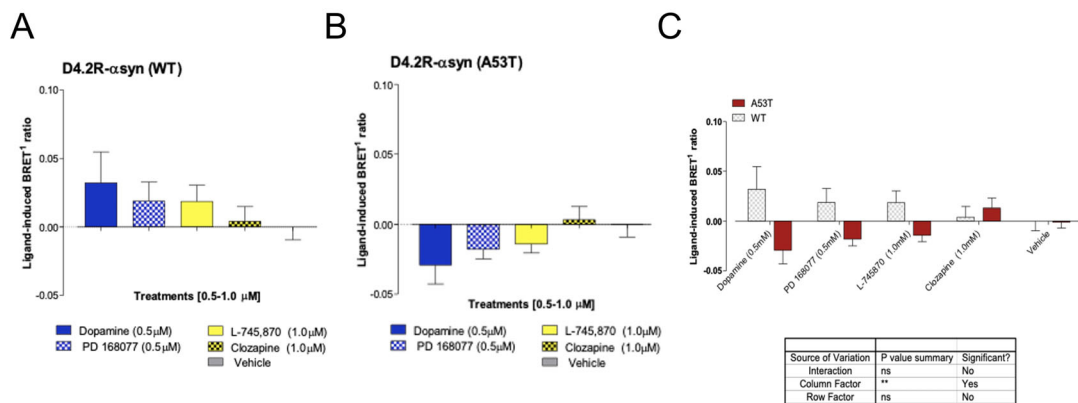 A
D4.2R-αsyn (WT)
Ligand-induced BRET¹ ratio
0.10
0.05
0.00
-0.05
Treatments [0.5-1.0 μM]
Dopamine (0.5μM)
L-745,870 (1.0μM)
PD 168077 (0.5μM)
Clozapine (1.0μM)
Vehicle
B
D4.2R-αsyn (A53T)
Ligand-induced BRET¹ ratio
0.10
0.05
0.00
-0.05
Treatments [0.5-1.0 μM]
Dopamine (0.5μM)
L-745,870 (1.0μM)
PD 168077 (0.5μM)
Clozapine (1.0μM)
Vehicle
C
A53T
WT
Ligand-induced BRET¹ ratio
0.10
0.05
0.00
-0.05
Dopamine (0.5mM)
PD 168077 (0.5mM)
L-745870 (1.0mM)
Clozapine (1.0mM)
Vehicle
Source of Variation P value summary Significant?
Interaction ns No
Column Factor ** Yes
Row Factor ns No